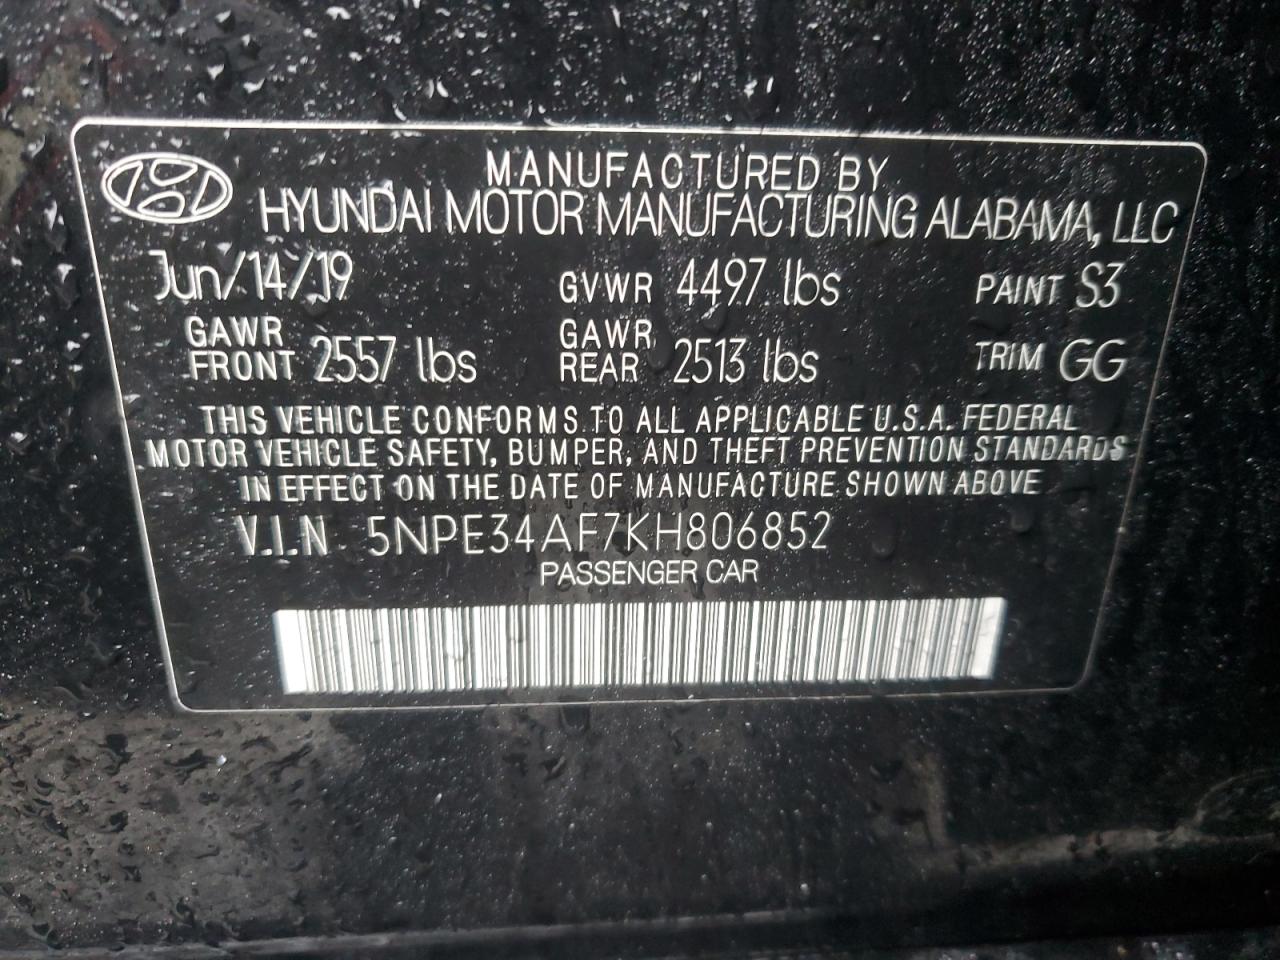 MANUFACTURED BY
HYUNDAI MOTOR MANUFACTURING ALABAMA, LLC
Jun/14/19 GVWR 4497 lbs PAINT S3
GAWR FRONT 2557 lbs GAWR REAR 2513 lbs TRIM GG
THIS VEHICLE CONFORMS TO ALL APPLICABLE U.S.A. FEDERAL
MOTOR VEHICLE SAFETY, BUMPER, AND THEFT PREVENTION STANDARDS
IN EFFECT ON THE DATE OF MANUFACTURE SHOWN ABOVE
V.I.N 5NPE34AF7KH806852
PASSENGER CAR